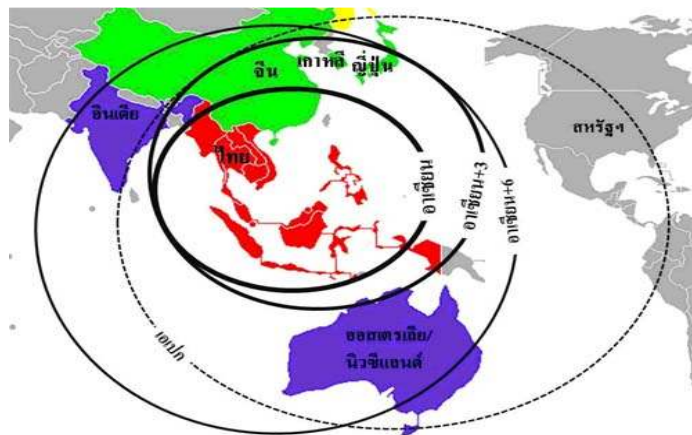 จีน
เกาหลี
ญี่ปุ่น
อินเดีย
ไทย
สหรัฐฯ
อาเซียน
อาเซียน+3
อาเซียน+6
เอเปค
ออสเตรเลีย/
นิวซีแลนด์